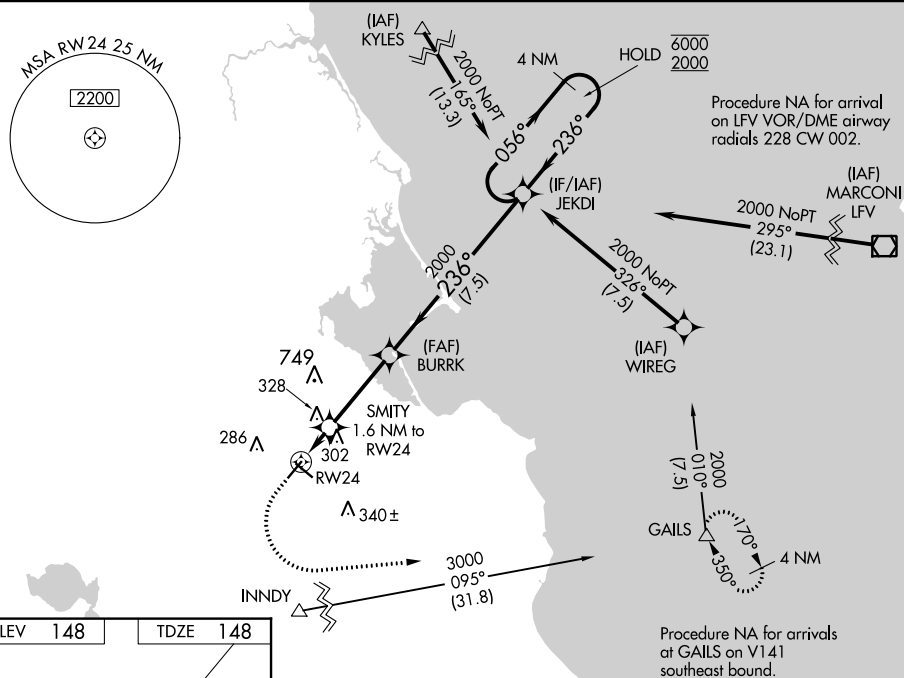 MSA RW24 25 NM
2200
(IAF)
KYLES
2000 NoPT
165°
(13.3)
4 NM
HOLD
6000
2000
056°
236°
Procedure NA for arrival
on LFV VOR/DME airway
radials 228 CW 002.
(IF/IAF)
JEKDI
(IAF)
MARCONI
LFV
2000 NoPT
295°
(23.1)
2000
236°
(7.5)
2000 NoPT
326°
(7.5)
(FAF)
BURRK
(IAF)
WIREG
749
328
SMITY
1.6 NM to
RW24
286
302
RW24
340±
2000
010°
(7.5)
GAILS
170°
350°
4 NM
3000
095°
(31.8)
INNDY
LEV 148
TDZE 148
Procedure NA for arrivals
at GAILS on V141
southeast bound.